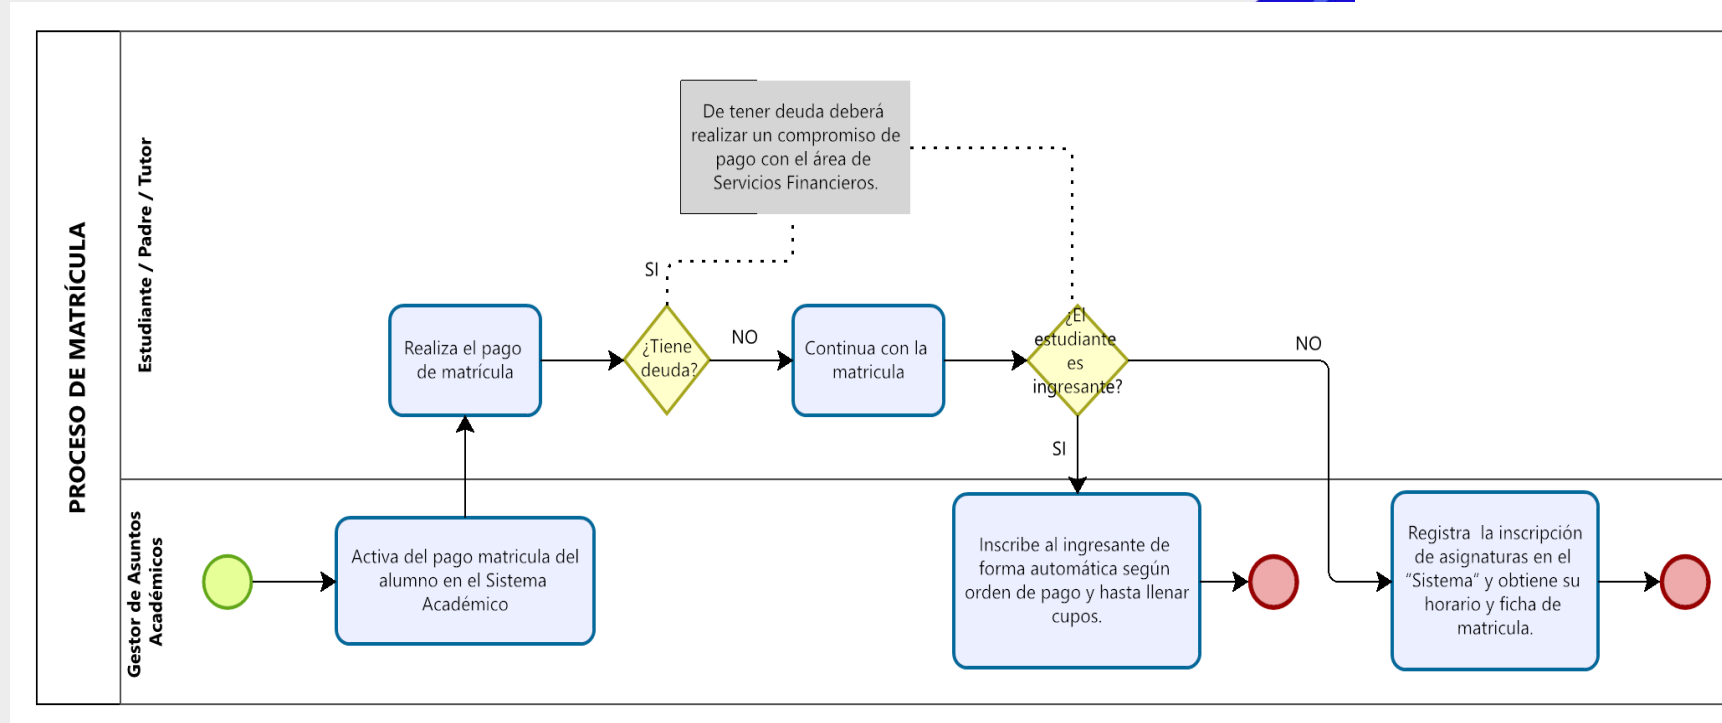 PROCESO DE MATRÍCULA
Estudiante / Padre / Tutor
De tener deuda deberá
realizar un compromiso de
pago con el área de
Servicios Financieros.
SI
Realiza el pago
de matrícula
¿Tiene
deuda?
NO
Continua con la
matricula
¿El
estudiante
es
ingresante?
NO
SI
Gestor de Asuntos
Académicos
Activa del pago matricula del
alumno en el Sistema
Académico
Inscribe al ingresante de
forma automática según
orden de pago y hasta llenar
cupos.
Registra  la inscripción
de asignaturas en el
“Sistema” y obtiene su
horario y ficha de
matricula.